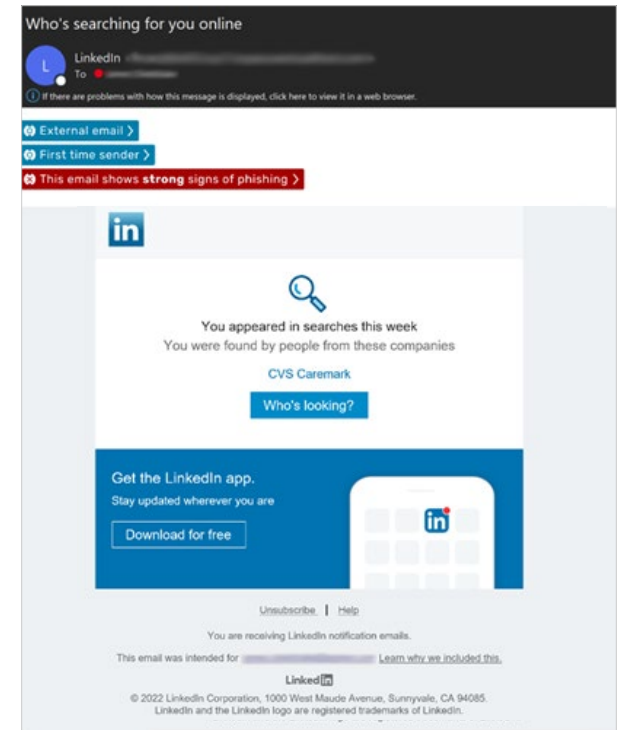 Who's searching for you online
L
LinkedIn
To
If there are problems with how this message is displayed, click here to view it in a web browser.
External email >
First time sender >
This email shows strong signs of phishing >
in
You appeared in searches this week
You were found by people from these companies
CVS Caremark
Who's looking?
Get the LinkedIn app.
Stay updated wherever you are
Download for free
in
Unsubscribe | Help
You are receiving LinkedIn notification emails.
This email was intended for Learn why we included this.
Linked in
© 2022 LinkedIn Corporation, 1000 West Maude Avenue, Sunnyvale, CA 94085.
LinkedIn and the LinkedIn logo are registered trademarks of LinkedIn.